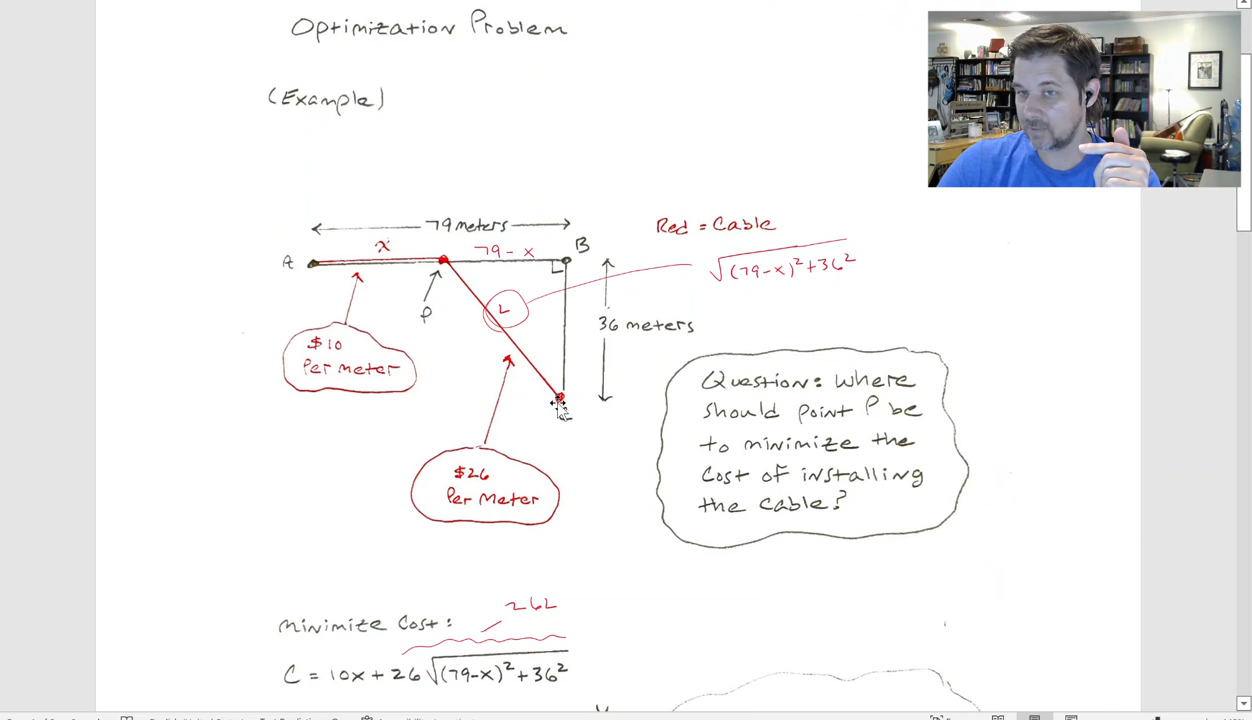 Optimization Problem
(Example)
79 meters
A
x
79-x
B
Red = Cable
√(79-x)²+36²
P
L
36 meters
$10
Per meter
Question: Where
should point P be
to minimize the
Cost of installing
the Cable?
$26
Per Meter
26L
Minimize Cost:
C = 10x + 26√(79-x)²+36²